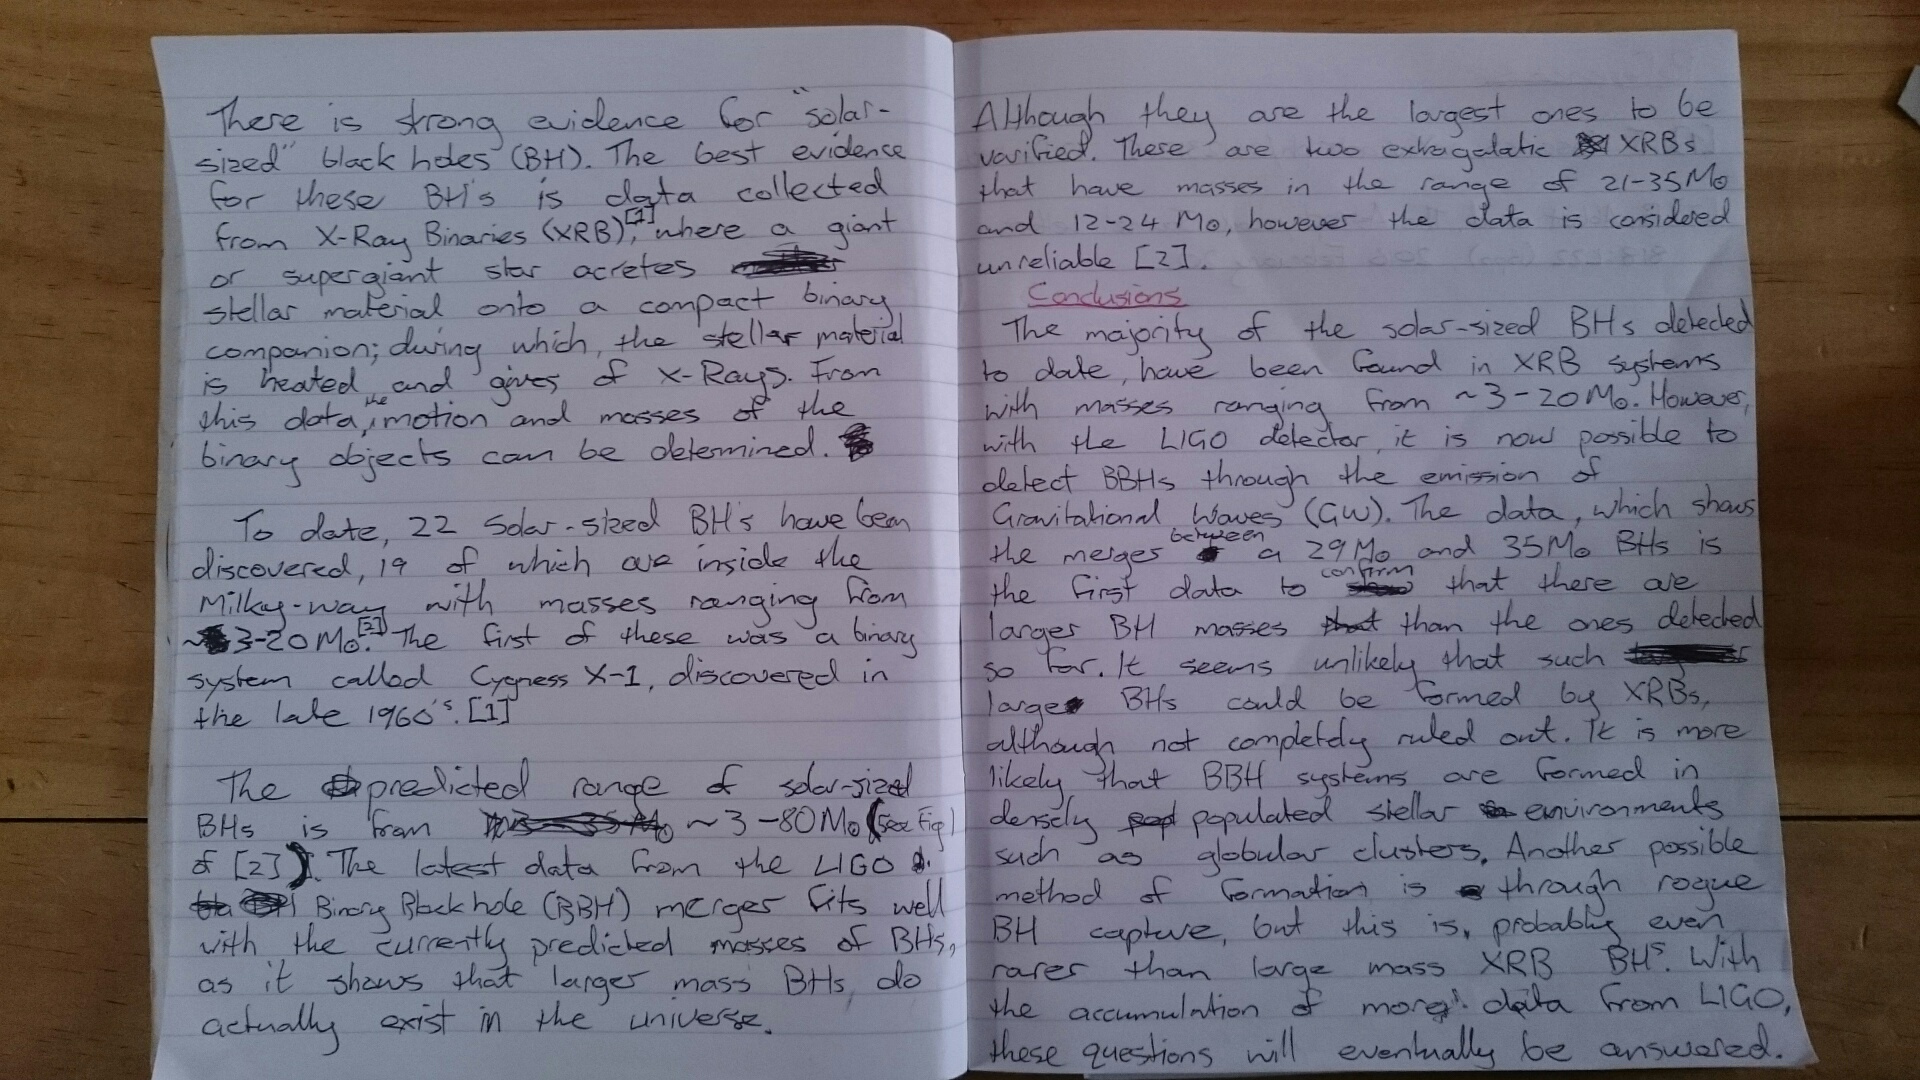 There is strong evidence for "solar-
sized" black holes (BH). The best evidence
for these BH's is data collected
from X-Ray Binaries (XRB)[1], where a giant
or supergiant star acretes
stellar material onto a compact binary
companion; during which, the stellar material
is heated and gives of X-Rays. From
this data, the motion and masses of the
binary objects can be determined.
To date, 22 solar-sized BH's have been
discovered, 19 of which are inside the
Milky-way with masses ranging from
~3-20 M⊙.[2] The first of these was a binary
system called Cygness X-1, discovered in
the late 1960's. [1]
The predicted range of solar-sized
BHs is from ~3-80M⊙ (see Fig 1
of [2]). The latest data from the LIGO
Binary Black hole (BBH) merger fits well
with the currently predicted masses of BHs,
as it shows that larger mass BHs, do
actually exist in the universe.
Although they are the largest ones to be
varified. These are two extragalatic XRBs
that have masses in the range of 21-35 M⊙
and 12-24 M⊙, however the data is considered
unreliable [2].
Conclusions
The majority of the solar-sized BHs detected
to date, have been found in XRB systems
with masses ranging from ~3-20 M⊙. However,
with the LIGO detector, it is now possible to
detect BBHs through the emission of
Gravitational Waves (GW). The data, which shows
the merger between a 29 M⊙ and 35 M⊙ BHs is
the first data to confirm that there are
larger BH masses than the ones detected
so far. It seems unlikely that such
large BHs could be formed by XRBs,
although not completely ruled out. It is more
likely that BBH systems are formed in
densely populated stellar environments
such as globular clusters. Another possible
method of formation is through rogue
BH capture, but this is, probably even
rarer than large mass XRB BH's. With
the accumulation of more data from LIGO,
these questions will eventually be answered.